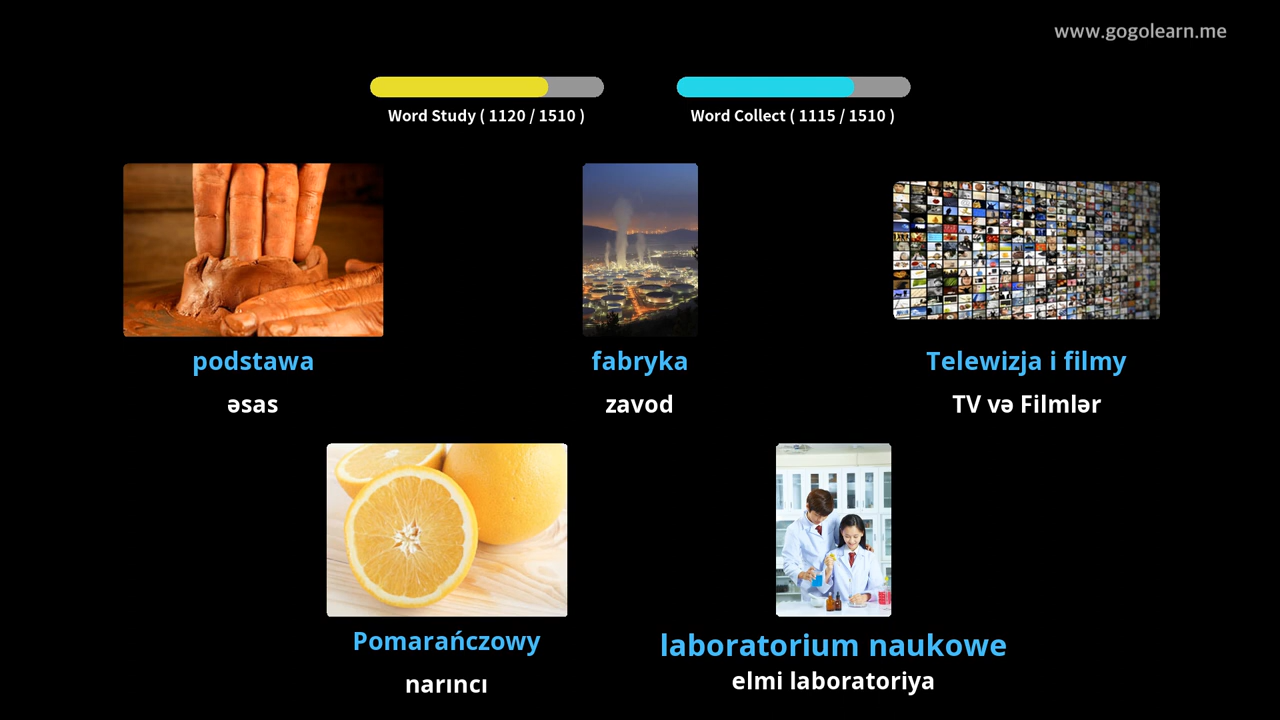 www.gogolearn.me
Word Study ( 1120 / 1510 )
Word Collect ( 1115 / 1510 )
podstawa
əsas
fabryka
zavod
Telewizja i filmy
TV və Filmlər
Pomarańczowy
narıncı
laboratorium naukowe
elmi laboratoriya